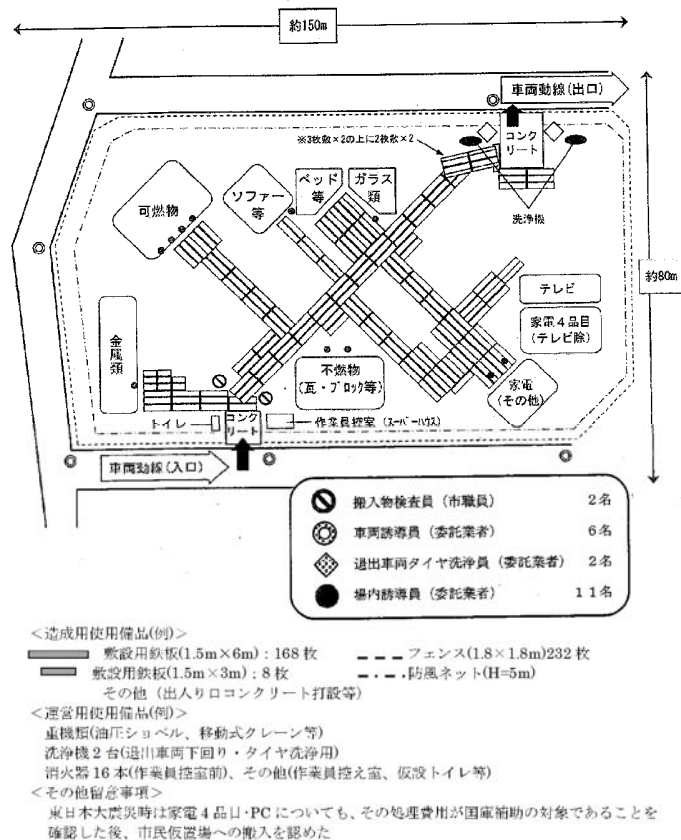 約150m
車両動線(出口)
コンク
リート
※3枚敷×2の上に2枚敷×2
洗浄機
可燃物
ソファー
等
ベッド
等
ガラス
類
約80m
テレビ
家電４品目
(テレビ除)
家電
(その他)
金属類
不燃物
(瓦・ブロック等)
トイレ
コンク
リート
作業員控室 (スーパーハウス)
車両動線(入口)
搬入物検査員（市職員） 2名
車両誘導員（委託業者） 6名
退出車両タイヤ洗浄員（委託業者） 2名
場内誘導員（委託業者） 11名
＜造成用使用備品(例)＞
敷設用鉄板(1.5m×6m)：168 枚 フェンス(1.8×1.8m)232 枚
敷設用鉄板(1.5m×3m)：8 枚 防風ネット(H=5m)
その他（出入り口コンクリート打設等）
＜運営用使用備品(例)＞
重機類(油圧ショベル、移動式クレーン等)
洗浄機 2 台(退出車両下回り・タイヤ洗浄用)
消火器 16 本(作業員控室前)、その他(作業員控え室、仮設トイレ等)
＜その他留意事項＞
東日本大震災時は家電 4 品目・PC についても、その処理費用が国庫補助の対象であることを
確認した後、市民仮置場への搬入を認めた